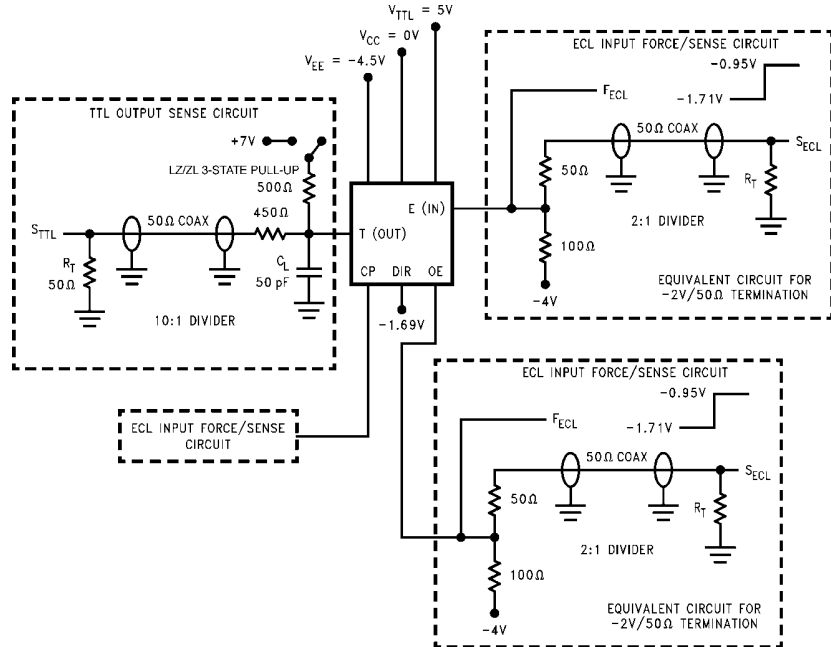 V_TTL = 5V
V_CC = 0V
V_EE = -4.5V
ECL INPUT FORCE/SENSE CIRCUIT
-0.95V
F_ECL
-1.71V
50Ω COAX
S_ECL
50Ω
R_T
2:1 DIVIDER
100Ω
-4V
EQUIVALENT CIRCUIT FOR
-2V/50Ω TERMINATION
TTL OUTPUT SENSE CIRCUIT
+7V
LZ/ZL 3-STATE PULL-UP
500Ω
450Ω
50Ω COAX
S_TTL
R_T
50Ω
C_L
50 pF
10:1 DIVIDER
E (IN)
T (OUT)
CP DIR OE
-1.69V
ECL INPUT FORCE/SENSE
CIRCUIT
ECL INPUT FORCE/SENSE CIRCUIT
-0.95V
F_ECL
-1.71V
50Ω COAX
S_ECL
50Ω
R_T
2:1 DIVIDER
100Ω
-4V
EQUIVALENT CIRCUIT FOR
-2V/50Ω TERMINATION